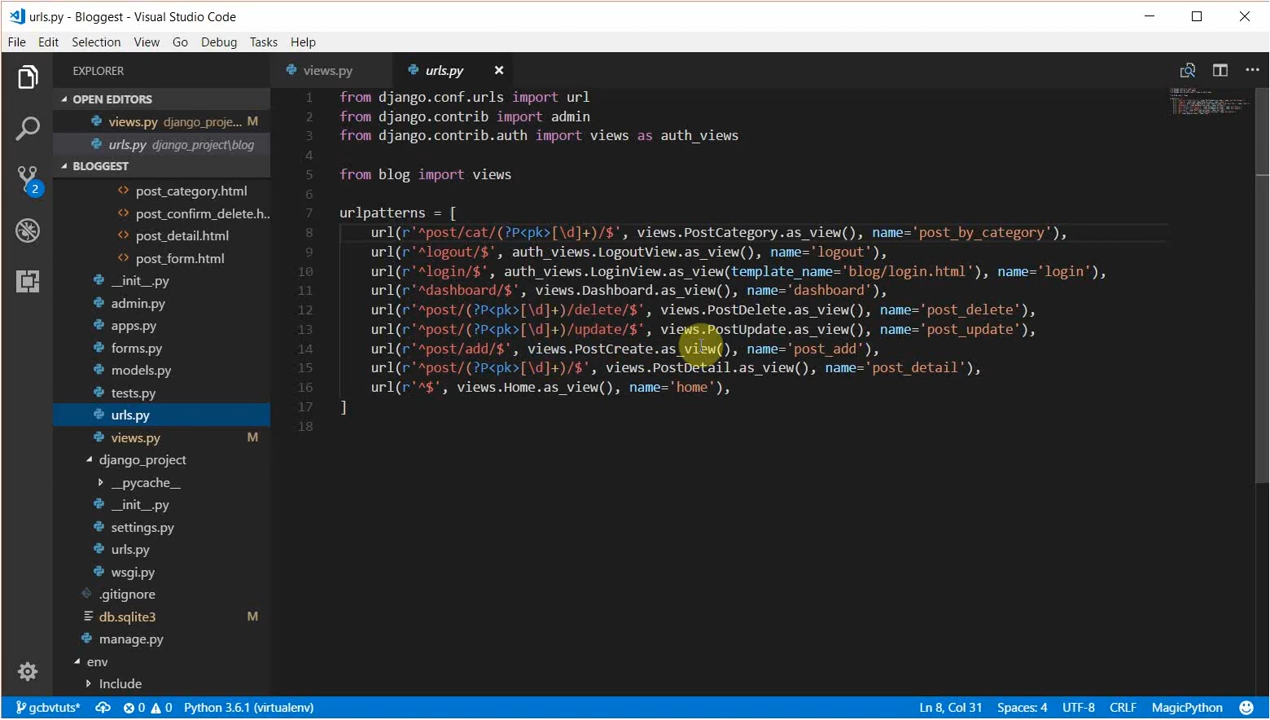 urls.py - Bloggest - Visual Studio Code
File Edit Selection View Go Debug Tasks Help
EXPLORER
OPEN EDITORS
views.py django_proje... M
urls.py django_project\blog
BLOGGEST
post_category.html
post_confirm_delete.h..
post_detail.html
post_form.html
__init__.py
admin.py
apps.py
forms.py
models.py
tests.py
urls.py
views.py M
django_project
__pycache__
__init__.py
settings.py
urls.py
wsgi.py
.gitignore
db.sqlite3 M
manage.py
env
Include
2
views.py urls.py
1 from django.conf.urls import url
2 from django.contrib import admin
3 from django.contrib.auth import views as auth_views
4
5 from blog import views
6
7 urlpatterns = [
8 url(r'^post/cat/(?P<pk>[\d]+)/$', views.PostCategory.as_view(), name='post_by_category'),
9 url(r'^logout/$', auth_views.LogoutView.as_view(), name='logout'),
10 url(r'^login/$', auth_views.LoginView.as_view(template_name='blog/login.html'), name='login'),
11 url(r'^dashboard/$', views.Dashboard.as_view(), name='dashboard'),
12 url(r'^post/(?P<pk>[\d]+)/delete/$', views.PostDelete.as_view(), name='post_delete'),
13 url(r'^post/(?P<pk>[\d]+)/update/$', views.PostUpdate.as_view(), name='post_update'),
14 url(r'^post/add/$', views.PostCreate.as_view(), name='post_add'),
15 url(r'^post/(?P<pk>[\d]+)/$', views.PostDetail.as_view(), name='post_detail'),
16 url(r'^$', views.Home.as_view(), name='home'),
17 ]
18
gcbvtuts* 0 0 Python 3.6.1 (virtualenv) Ln 8, Col 31 Spaces: 4 UTF-8 CRLF MagicPython